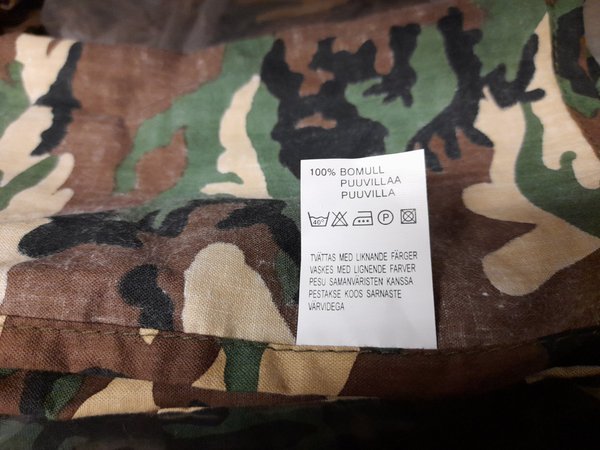 100% BOMULL
PUUVILLAA
PUUVILLA
40° P
TVÄTTAS MED LIKNANDE FÄRGER
VASKES MED LIGNENDE FARVER
PESU SAMANVÄRISTEN KANSSA
PESTAKSE KOOS SARNASTE
VÄRVIDEGA